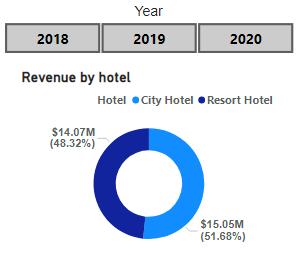 Year
2018 2019 2020
Revenue by hotel
Hotel City Hotel Resort Hotel
$14.07M
(48.32%)
$15.05M
(51.68%)